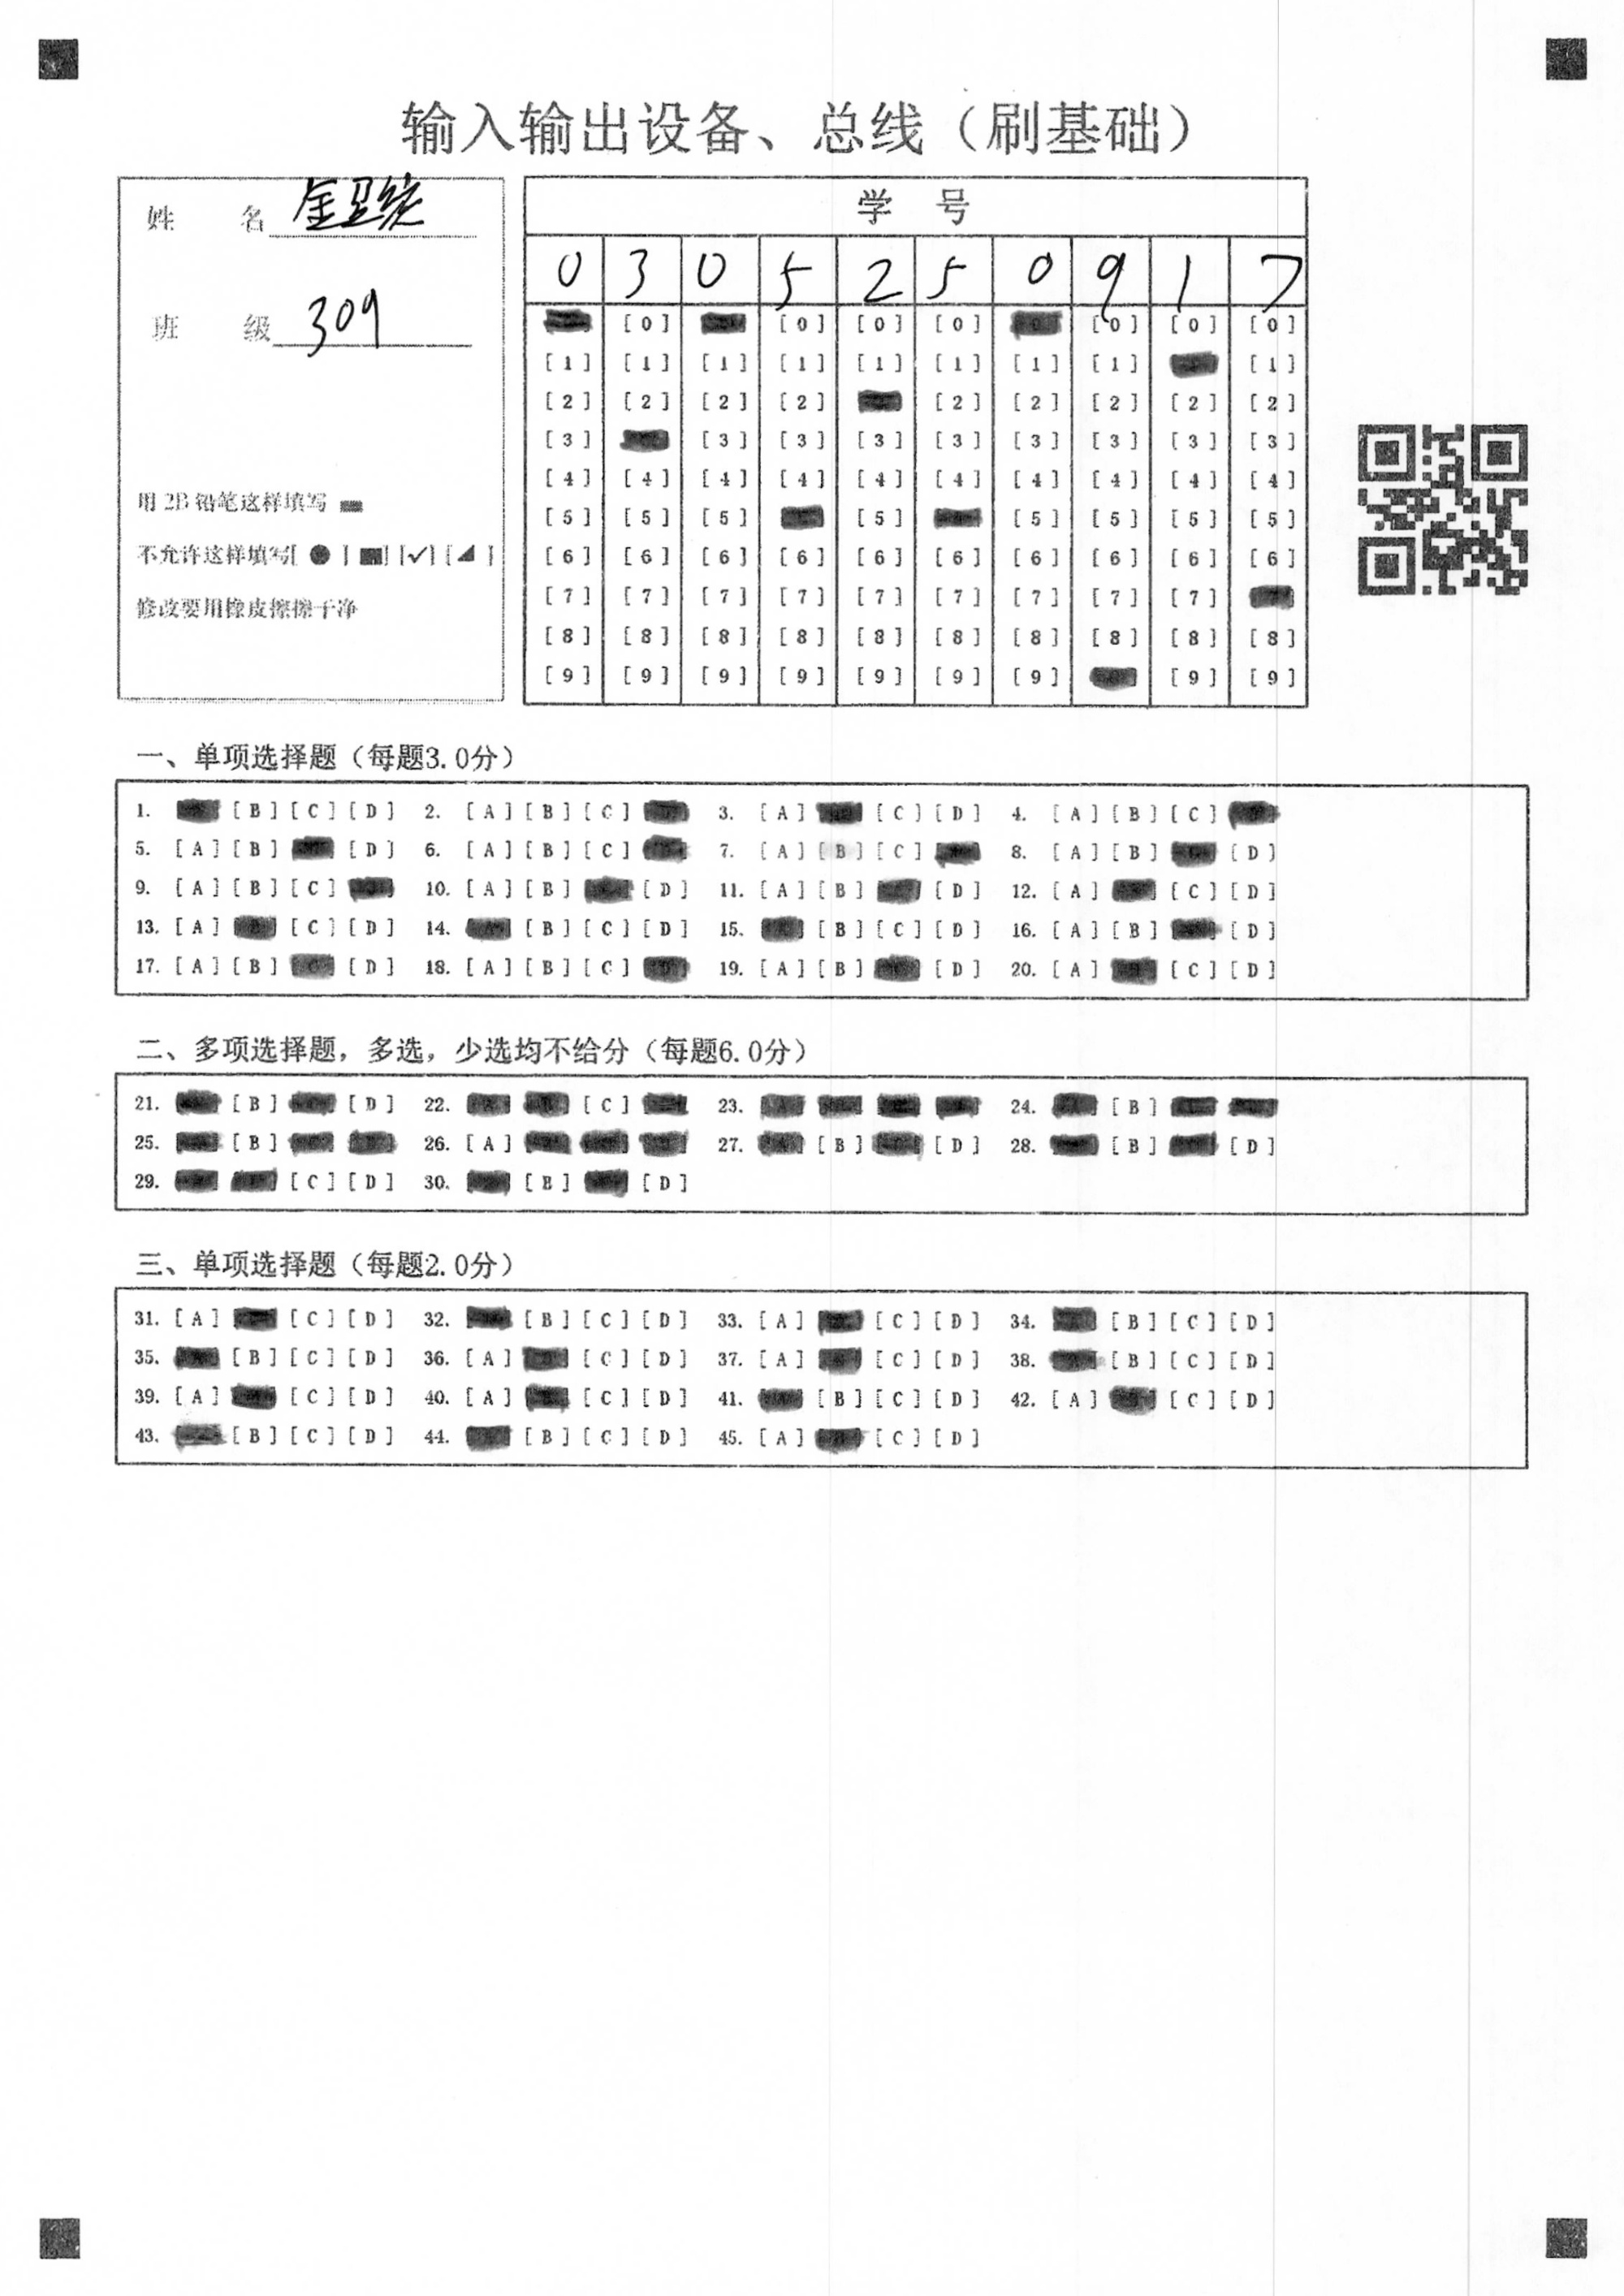 输入输出设备、总线（刷基础）
姓 名 金
班 级 309
用 2B 铅笔这样填写
不允许这样填写[ ● ] [■] [✓] [◢ ]
修改要用橡皮擦擦干净
学 号
0 3 0 5 2 5 0 9 1 7
[0] [0] [0] [0] [0] [0] [0]
[1] [1] [1] [1] [1] [1] [1] [1] [1]
[2] [2] [2] [2] [2] [2] [2] [2] [2]
[3] [3] [3] [3] [3] [3] [3] [3] [3]
[4] [4] [4] [4] [4] [4] [4] [4] [4] [4]
[5] [5] [5] [5] [5] [5] [5] [5]
[6] [6] [6] [6] [6] [6] [6] [6] [6] [6]
[7] [7] [7] [7] [7] [7] [7] [7] [7]
[8] [8] [8] [8] [8] [8] [8] [8] [8] [8]
[9] [9] [9] [9] [9] [9] [9] [9] [9]
一、单项选择题（每题3.0分）
1. [B] [C] [D] 2. [A] [B] [C] 3. [A] [C] [D] 4. [A] [B] [C]
5. [A] [B] [D] 6. [A] [B] [C] 7. [A] [B] [C] 8. [A] [B] [D]
9. [A] [B] [C] 10. [A] [B] [D] 11. [A] [B] [D] 12. [A] [C] [D]
13. [A] [C] [D] 14. [B] [C] [D] 15. [B] [C] [D] 16. [A] [B] [D]
17. [A] [B] [D] 18. [A] [B] [C] 19. [A] [B] [D] 20. [A] [C] [D]
二、多项选择题，多选，少选均不给分（每题6.0分）
21. [B] [D] 22. [C] 23. 24. [B]
25. [B] 26. [A] 27. [B] [D] 28. [B] [D]
29. [C] [D] 30. [B] [D]
三、单项选择题（每题2.0分）
31. [A] [C] [D] 32. [B] [C] [D] 33. [A] [C] [D] 34. [B] [C] [D]
35. [B] [C] [D] 36. [A] [C] [D] 37. [A] [C] [D] 38. [B] [C] [D]
39. [A] [C] [D] 40. [A] [C] [D] 41. [B] [C] [D] 42. [A] [C] [D]
43. [B] [C] [D] 44. [B] [C] [D] 45. [A] [C] [D]